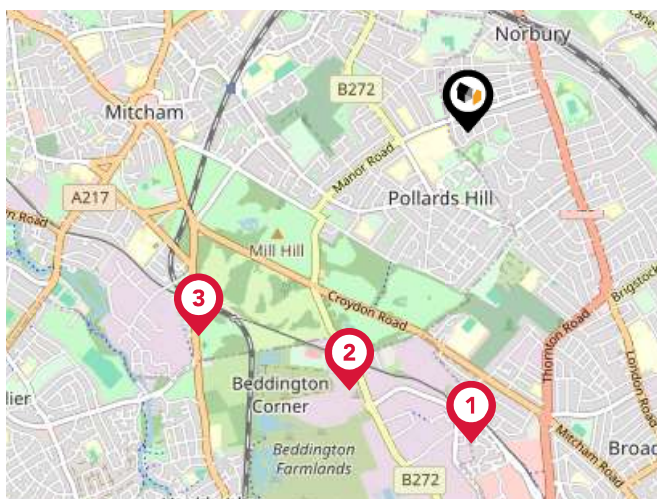 Lane
Norbury
B272
Mitcham
Manor Road
A217
Pollards Hill
Road
Mill Hill
Brigstock
3
Croydon Road
Thornton Road
London Road
2
Beddington
Corner
lier
1
Mitcham Road
Broad
Beddington
Farmlands
B272